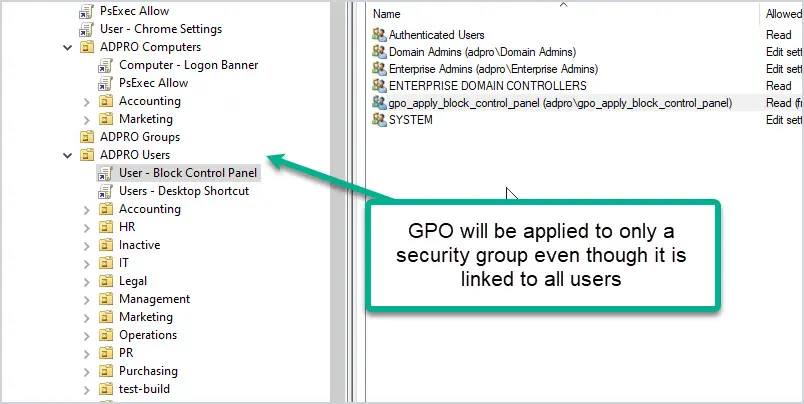 PsExec Allow
User - Chrome Settings
ADPRO Computers
Computer - Logon Banner
PsExec Allow
Accounting
Marketing
ADPRO Groups
ADPRO Users
User - Block Control Panel
Users - Desktop Shortcut
Accounting
HR
Inactive
IT
Legal
Management
Marketing
Operations
PR
Purchasing
test-build
Name Allowed
Authenticated Users Read
Domain Admins (adpro\Domain Admins) Edit sett
Enterprise Admins (adpro\Enterprise Admins) Edit sett
ENTERPRISE DOMAIN CONTROLLERS Read
gpo_apply_block_control_panel (adpro\gpo_apply_block_control_panel) Read (fr
SYSTEM Edit sett
GPO will be applied to only a
security group even though it is
linked to all users